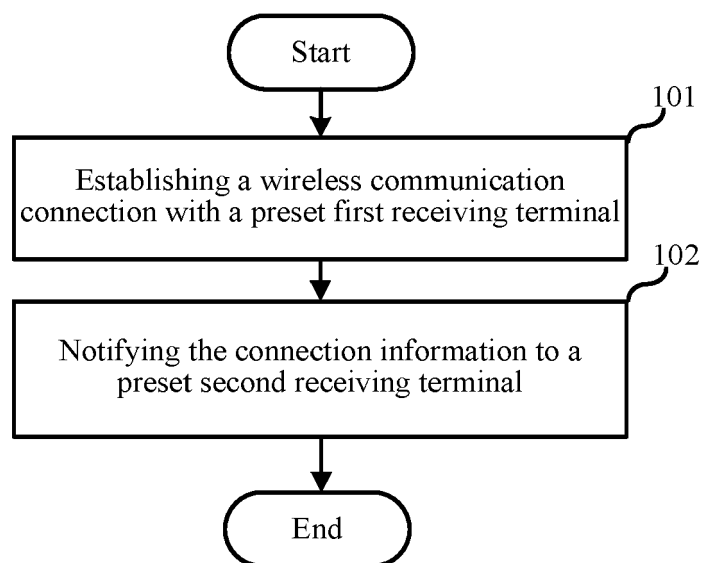 Start
101
Establishing a wireless communication
connection with a preset first receiving terminal
102
Notifying the connection information to a
preset second receiving terminal
End